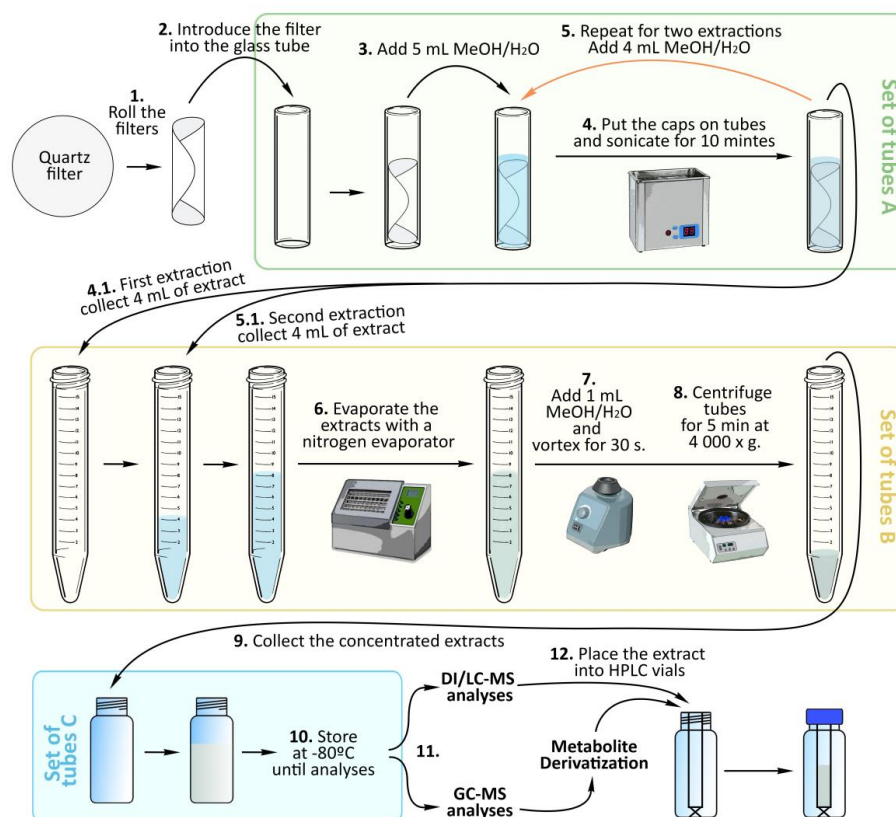 2. Introduce the filter
into the glass tube
3. Add 5 mL MeOH/H₂O
5. Repeat for two extractions
Add 4 mL MeOH/H₂O
1.
Roll the
filters
Quartz
filter
4. Put the caps on tubes
and sonicate for 10 mintes
Set of tubes A
4.1. First extraction
collect 4 mL of extract
5.1. Second extraction
collect 4 mL of extract
6. Evaporate the
extracts with a
nitrogen evaporator
7.
Add 1 mL
MeOH/H₂O
and
vortex for 30 s.
8. Centrifuge
tubes
for 5 min at
4 000 x g.
Set of tubes B
9. Collect the concentrated extracts
Set of
tubes C
10. Store
at -80ºC
until analyses
11.
DI/LC-MS
analyses
GC-MS
analyses
Metabolite
Derivatization
12. Place the extract
into HPLC vials